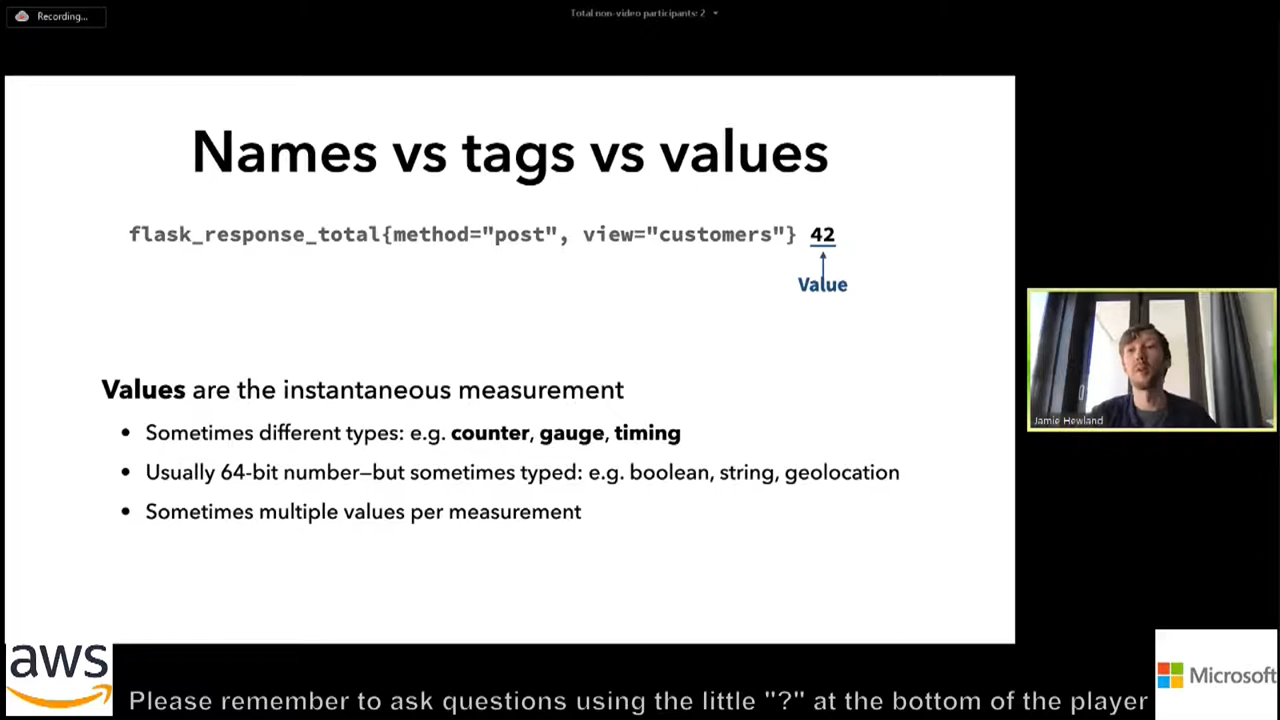 Recording...
Total non-video participants: 2
Names vs tags vs values
flask_response_total{method="post", view="customers"} 42
Value
Values are the instantaneous measurement
• Sometimes different types: e.g. counter, gauge, timing
• Usually 64-bit number—but sometimes typed: e.g. boolean, string, geolocation
• Sometimes multiple values per measurement
Jamie Hewland
aws
Microsoft
Please remember to ask questions using the little "?" at the bottom of the player